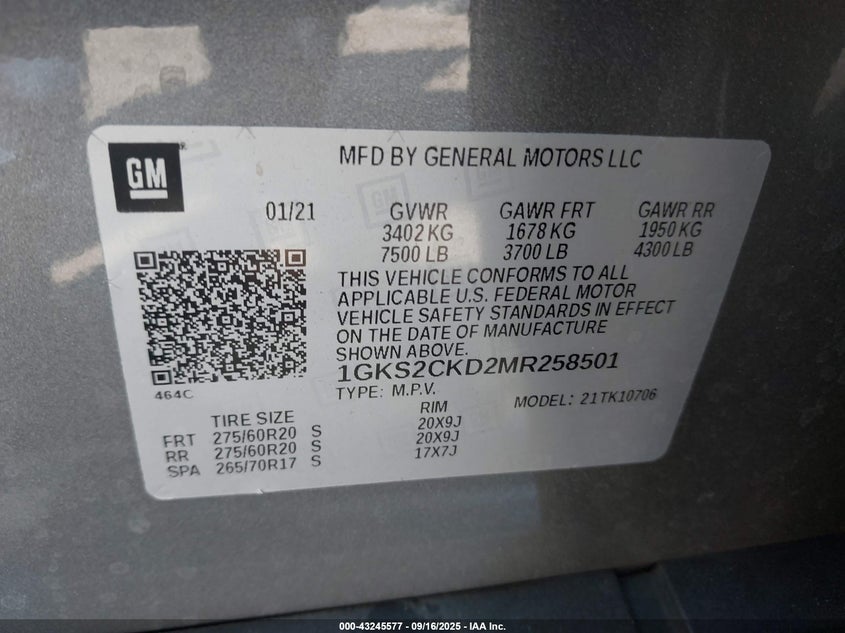 GM
MFD BY GENERAL MOTORS LLC
01/21
GVWR GAWR FRT GAWR RR
3402 KG 1678 KG 1950 KG
7500 LB 3700 LB 4300 LB
THIS VEHICLE CONFORMS TO ALL
APPLICABLE U.S. FEDERAL MOTOR
VEHICLE SAFETY STANDARDS IN EFFECT
ON THE DATE OF MANUFACTURE
SHOWN ABOVE.
1GKS2CKD2MR258501
TYPE: M.P.V. MODEL: 21TK10706
464C
TIRE SIZE RIM
FRT 275/60R20 S 20X9J
RR 275/60R20 S 20X9J
SPA 265/70R17 S 17X7J
000-43245577 - 09/16/2025 - IAA Inc.